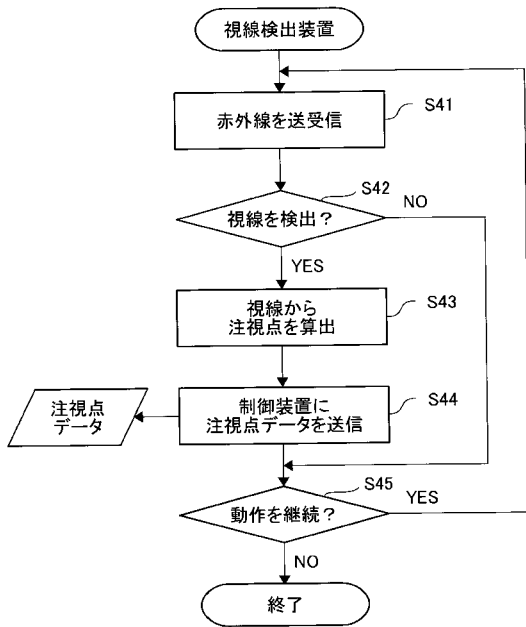 視線検出装置
赤外線を送受信
S41
S42
視線を検出？
NO
YES
視線から
注視点を算出
S43
注視点
データ
制御装置に
注視点データを送信
S44
S45
動作を継続？
YES
NO
終了